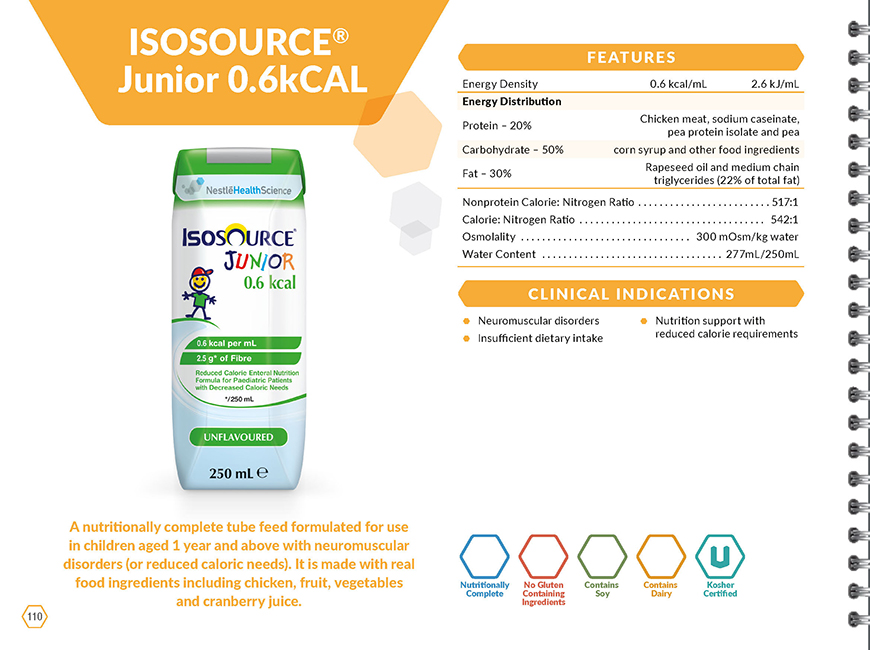 ISOSOURCE®
Junior 0.6kCAL
NestléHealthScience
ISOSOURCE®
JUNIOR
0.6 kcal
0.6 kcal per mL
2.5 g* of Fibre
Reduced Calorie Enteral Nutrition
Formula for Paediatric Patients
with Decreased Caloric Needs
*/250 mL
UNFLAVOURED
250 mL ℮
A nutritionally complete tube feed formulated for use
in children aged 1 year and above with neuromuscular
disorders (or reduced caloric needs). It is made with real
food ingredients including chicken, fruit, vegetables
and cranberry juice.
110
FEATURES
Energy Density 0.6 kcal/mL 2.6 kJ/mL
Energy Distribution
Protein – 20% Chicken meat, sodium caseinate,
pea protein isolate and pea
Carbohydrate – 50% corn syrup and other food ingredients
Fat – 30% Rapeseed oil and medium chain
triglycerides (22% of total fat)
Nonprotein Calorie: Nitrogen Ratio . . . . . . . . . . . . . . . . . . . . . . . . 517:1
Calorie: Nitrogen Ratio . . . . . . . . . . . . . . . . . . . . . . . . . . . . . . . . . . 542:1
Osmolality . . . . . . . . . . . . . . . . . . . . . . . . . . . . . . . 300 mOsm/kg water
Water Content . . . . . . . . . . . . . . . . . . . . . . . . . . . . . . . . . 277mL/250mL
CLINICAL INDICATIONS
Neuromuscular disorders
Insufficient dietary intake
Nutrition support with
reduced calorie requirements
Nutritionally
Complete
No Gluten
Containing
Ingredients
Contains
Soy
Contains
Dairy
U
Kosher
Certified